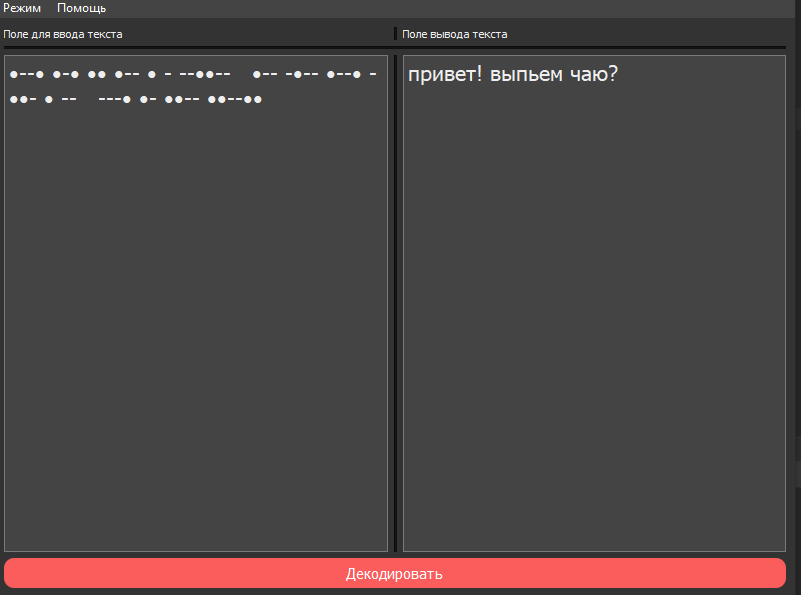 Режим Помощь
Поле для ввода текста
Поле вывода текста
●--● ●-● ●● ●-- ● - --●●-- ●-- -●-- ●--● -
●●- ● -- ---● ●- ●●-- ●●--●●
привет! выпьем чаю?
Декодировать